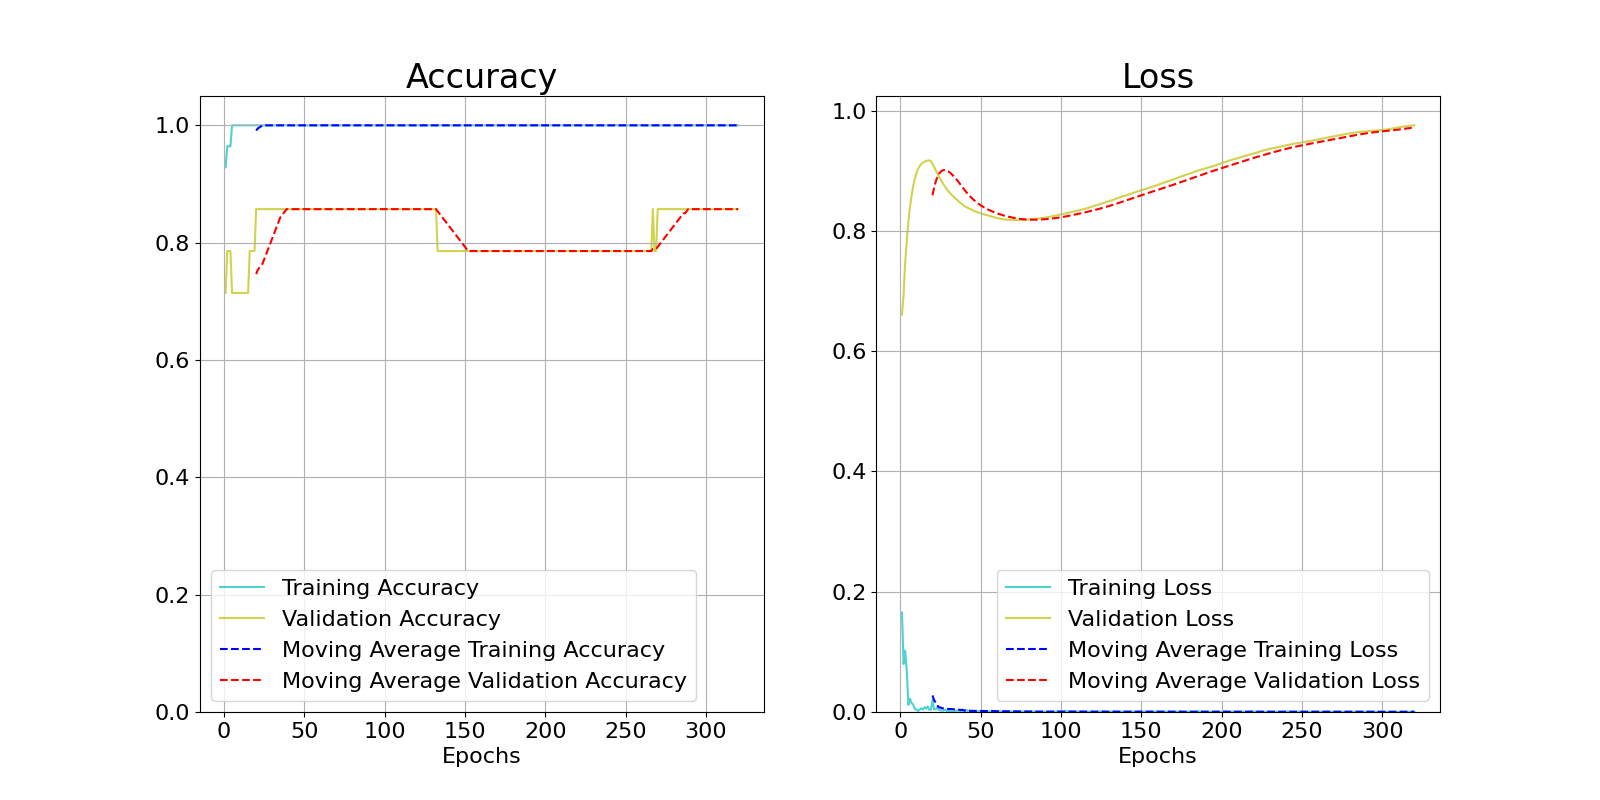 Accuracy
1.0
0.8
0.6
0.4
0.2
0.0
0 50 100 150 200 250 300
Epochs
Training Accuracy
Validation Accuracy
Moving Average Training Accuracy
Moving Average Validation Accuracy
Loss
1.0
0.8
0.6
0.4
0.2
0.0
0 50 100 150 200 250 300
Epochs
Training Loss
Validation Loss
Moving Average Training Loss
Moving Average Validation Loss